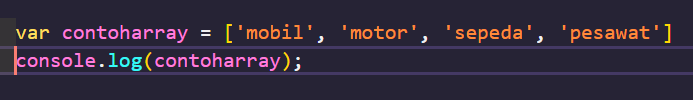 var contoharray = ['mobil', 'motor', 'sepeda', 'pesawat']
console.log(contoharray);